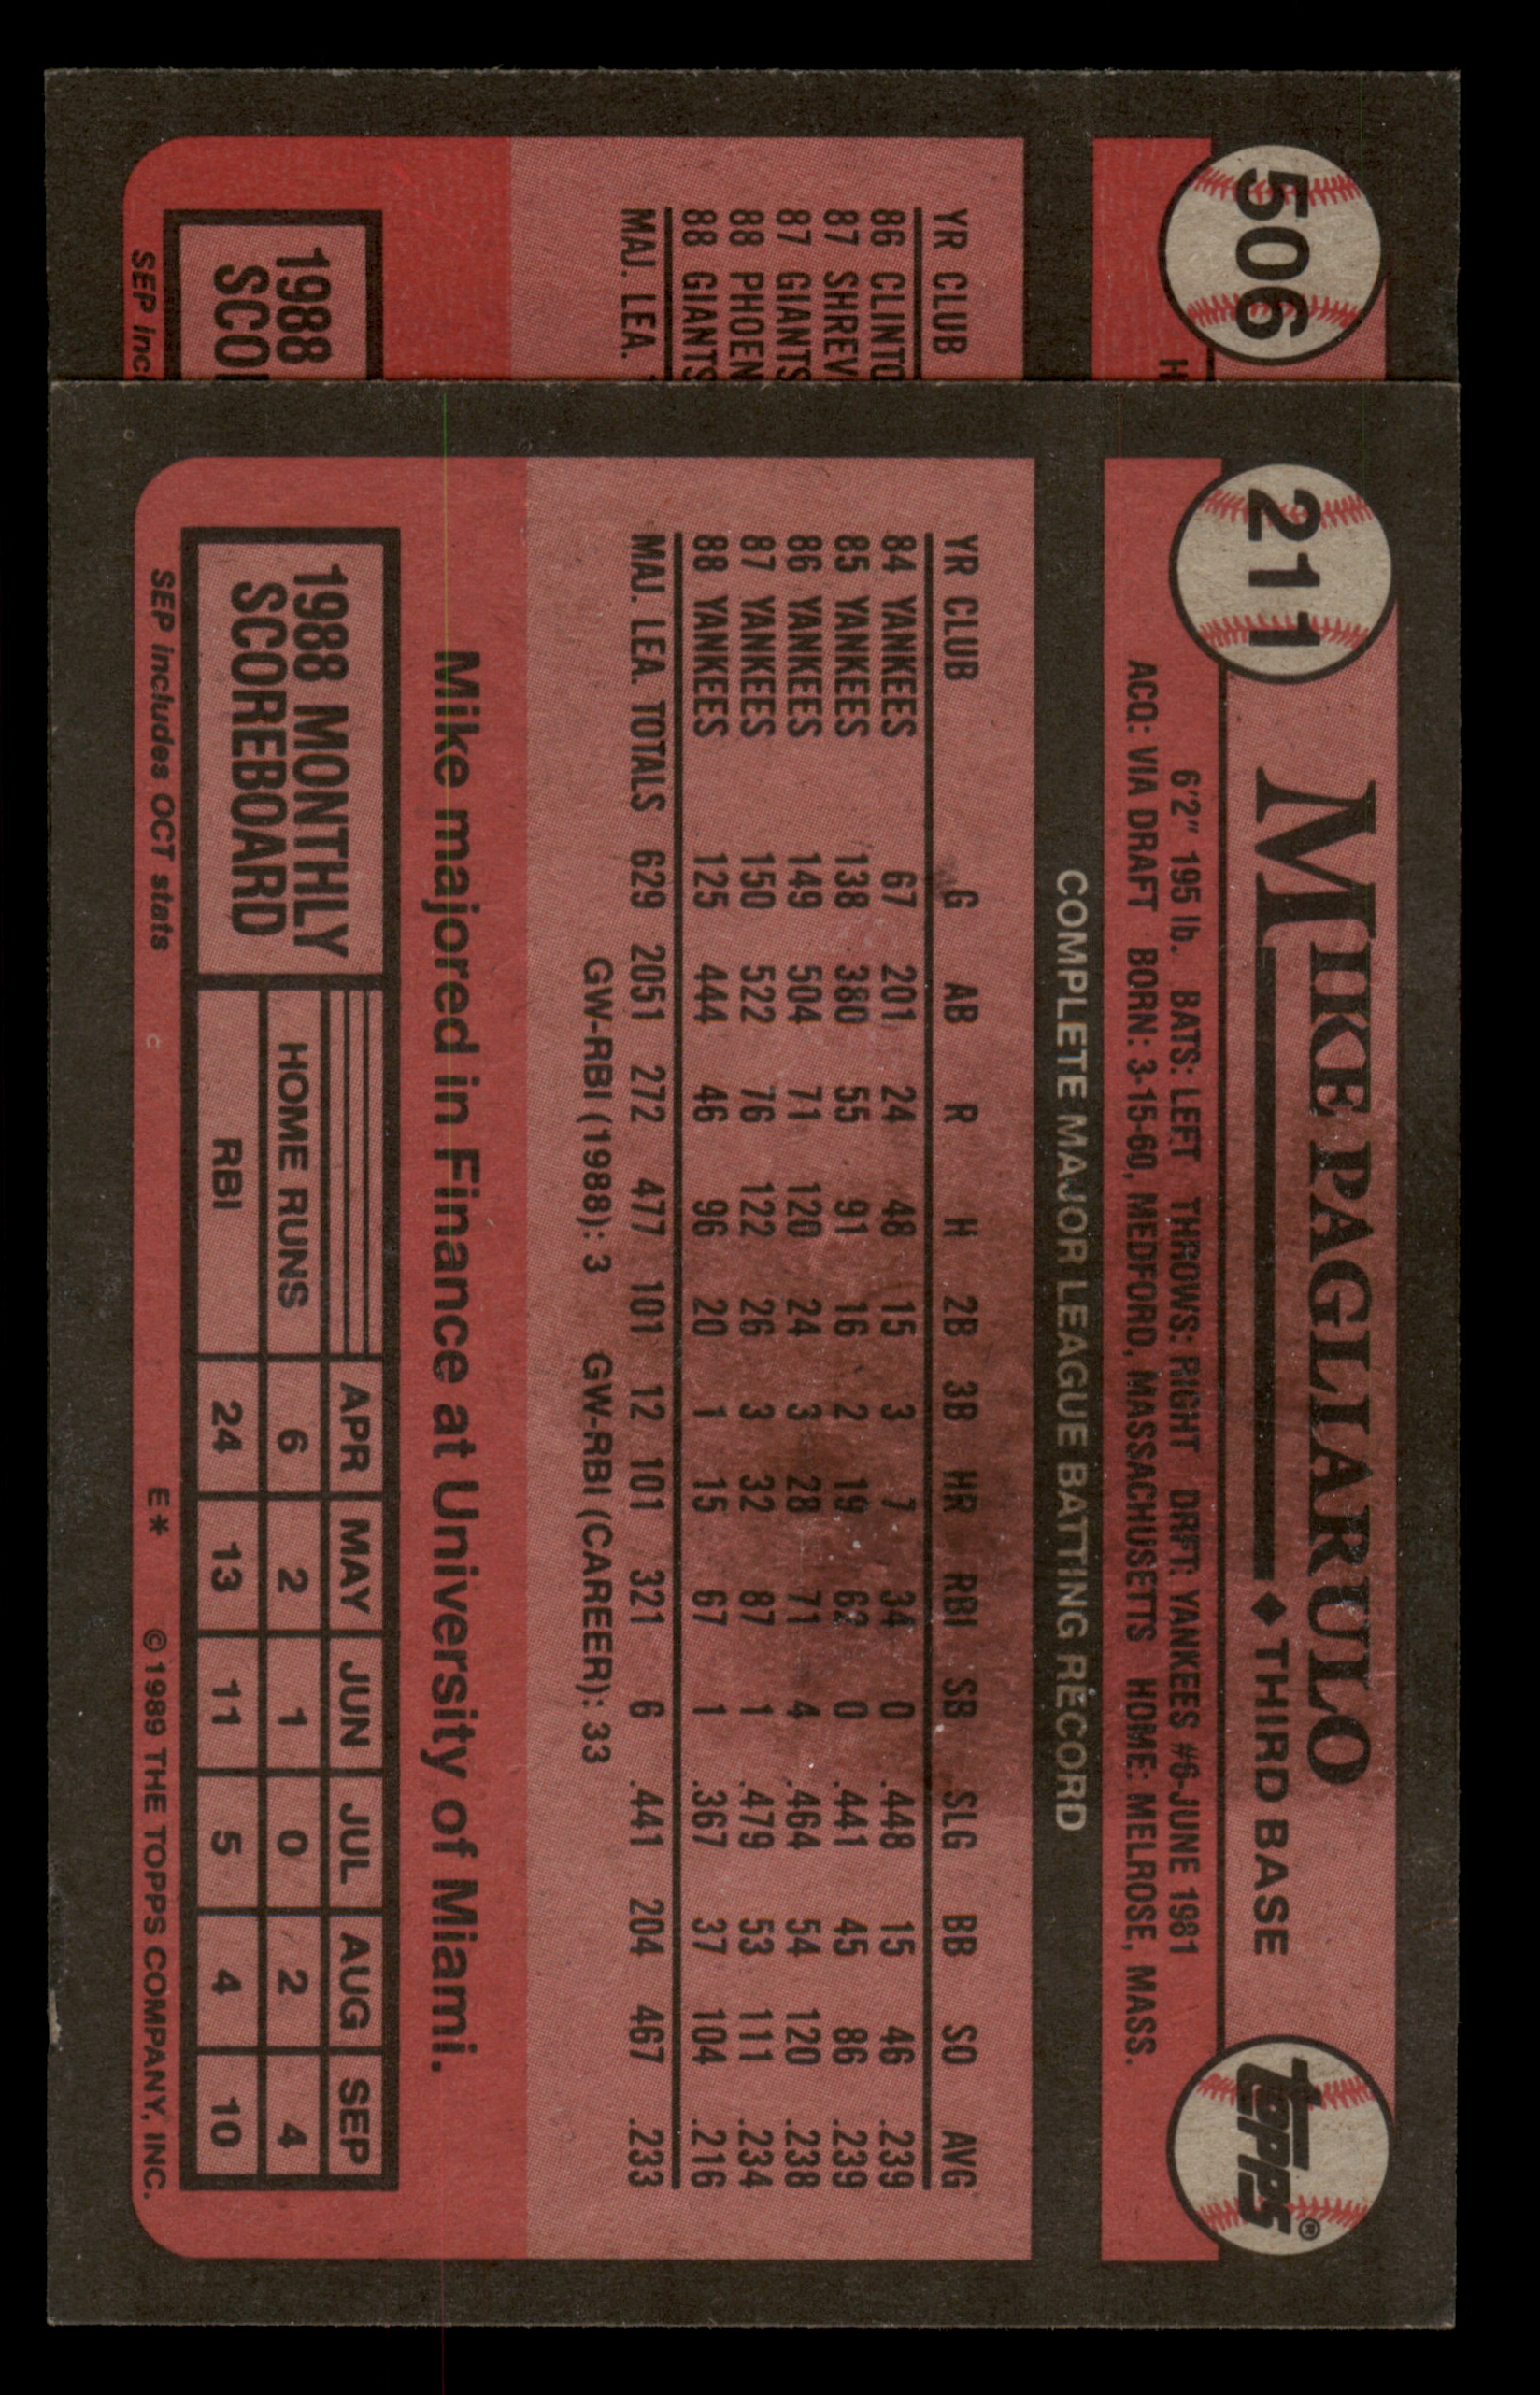 506
H
YR CLUB
86 CLINTO
87 SHREV
87 GIANTS
88 PHOEN
88 GIANTS
MAJ. LEA.
1988
SCO
SEP inc
211
MIKE PAGLIARULO
♦ THIRD BASE
TOPPS®
6'2" 195 lb. BATS: LEFT THROWS: RIGHT DRFT: YANKEES #6-JUNE 1981
ACQ: VIA DRAFT BORN: 3-15-60, MEDFORD, MASSACHUSETTS HOME: MELROSE, MASS.
COMPLETE MAJOR LEAGUE BATTING RECORD
YR CLUB G AB R H 2B 3B HR RBI SB SLG BB SO AVG
84 YANKEES 67 201 24 48 15 3 7 34 0 .448 15 46 .239
85 YANKEES 138 380 55 91 16 2 19 62 0 .441 45 86 .239
86 YANKEES 149 504 71 120 24 3 28 71 4 .464 54 120 .238
87 YANKEES 150 522 76 122 26 3 32 87 1 .479 53 111 .234
88 YANKEES 125 444 46 96 20 1 15 67 1 .367 37 104 .216
MAJ. LEA. TOTALS 629 2051 272 477 101 12 101 321 6 .441 204 467 .233
GW-RBI (1988): 3 GW-RBI (CAREER): 33
Mike majored in Finance at University of Miami.
1988 MONTHLY
SCOREBOARD
APR MAY JUN JUL AUG SEP
HOME RUNS 6 2 1 0 2 4
RBI 24 13 11 5 4 10
SEP includes OCT stats C E* © 1989 THE TOPPS COMPANY, INC.